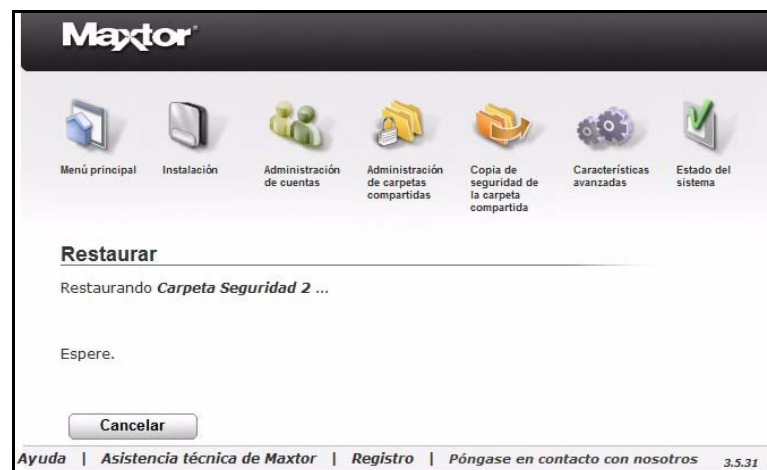 Maxtor
Menú principal
Instalación
Administración
de cuentas
Administración
de carpetas
compartidas
Copia de
seguridad de
la carpeta
compartida
Características
avanzadas
Estado del
sistema
Restaurar
Restaurando Carpeta Seguridad 2 ...
Espere.
Cancelar
Ayuda | Asistencia técnica de Maxtor | Registro | Póngase en contacto con nosotros 3.5.31